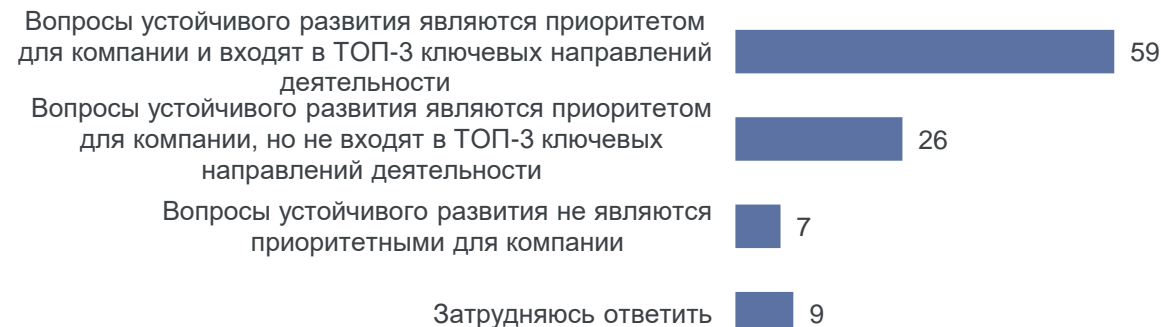 Вопросы устойчивого развития являются приоритетом
для компании и входят в ТОП-3 ключевых направлений
деятельности
59
Вопросы устойчивого развития являются приоритетом
для компании, но не входят в ТОП-3 ключевых
направлений деятельности
26
Вопросы устойчивого развития не являются
приоритетными для компании
7
Затрудняюсь ответить
9